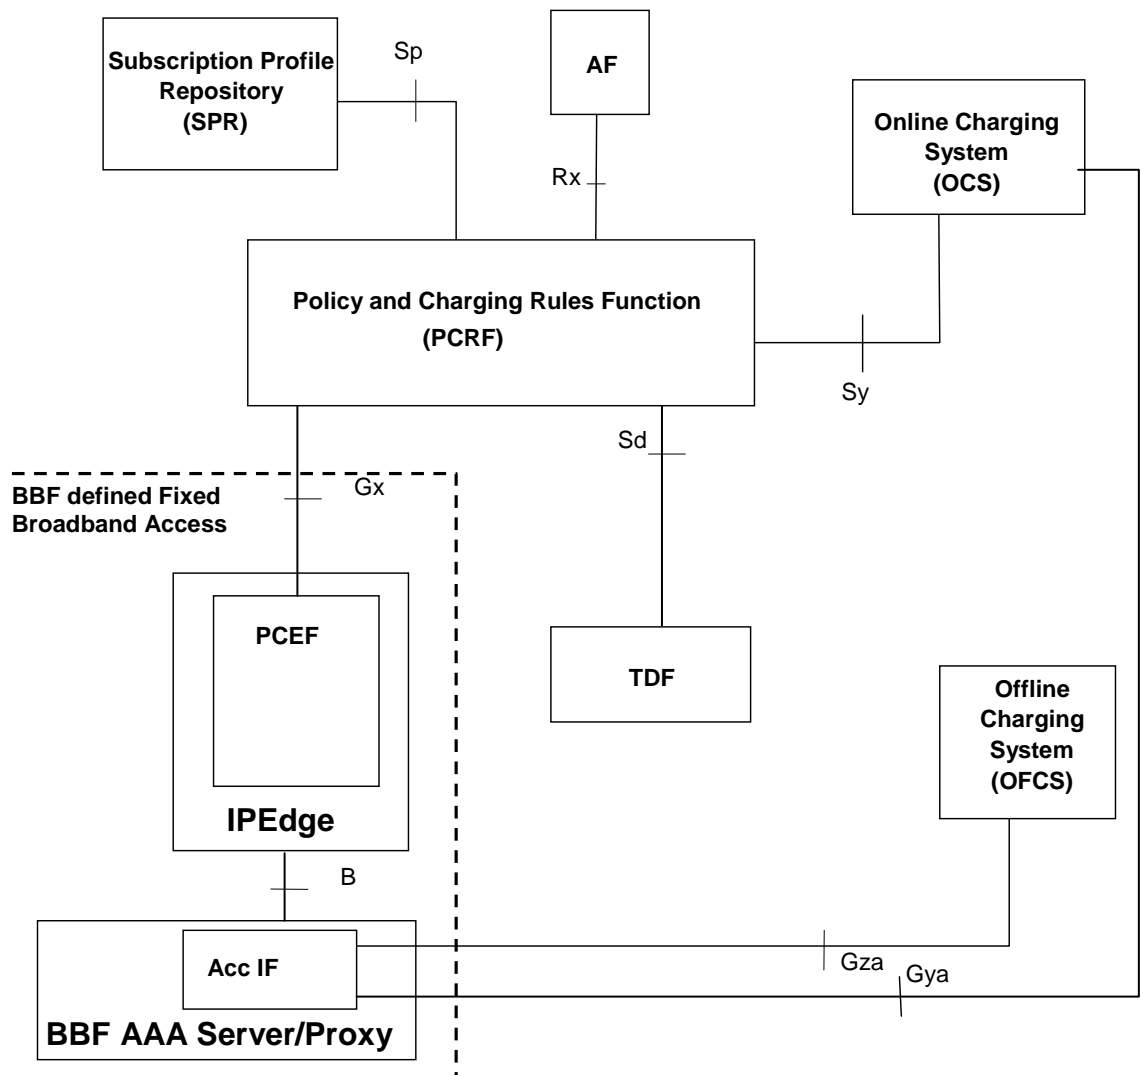 Subscription Profile
Repository
(SPR)
Sp
AF
Rx
Online Charging
System
(OCS)
Policy and Charging Rules Function
(PCRF)
Sy
Sd
Gx
BBF defined Fixed
Broadband Access
PCEF
IPEdge
TDF
Offline
Charging
System
(OFCS)
B
Acc IF
BBF AAA Server/Proxy
Gza
Gya